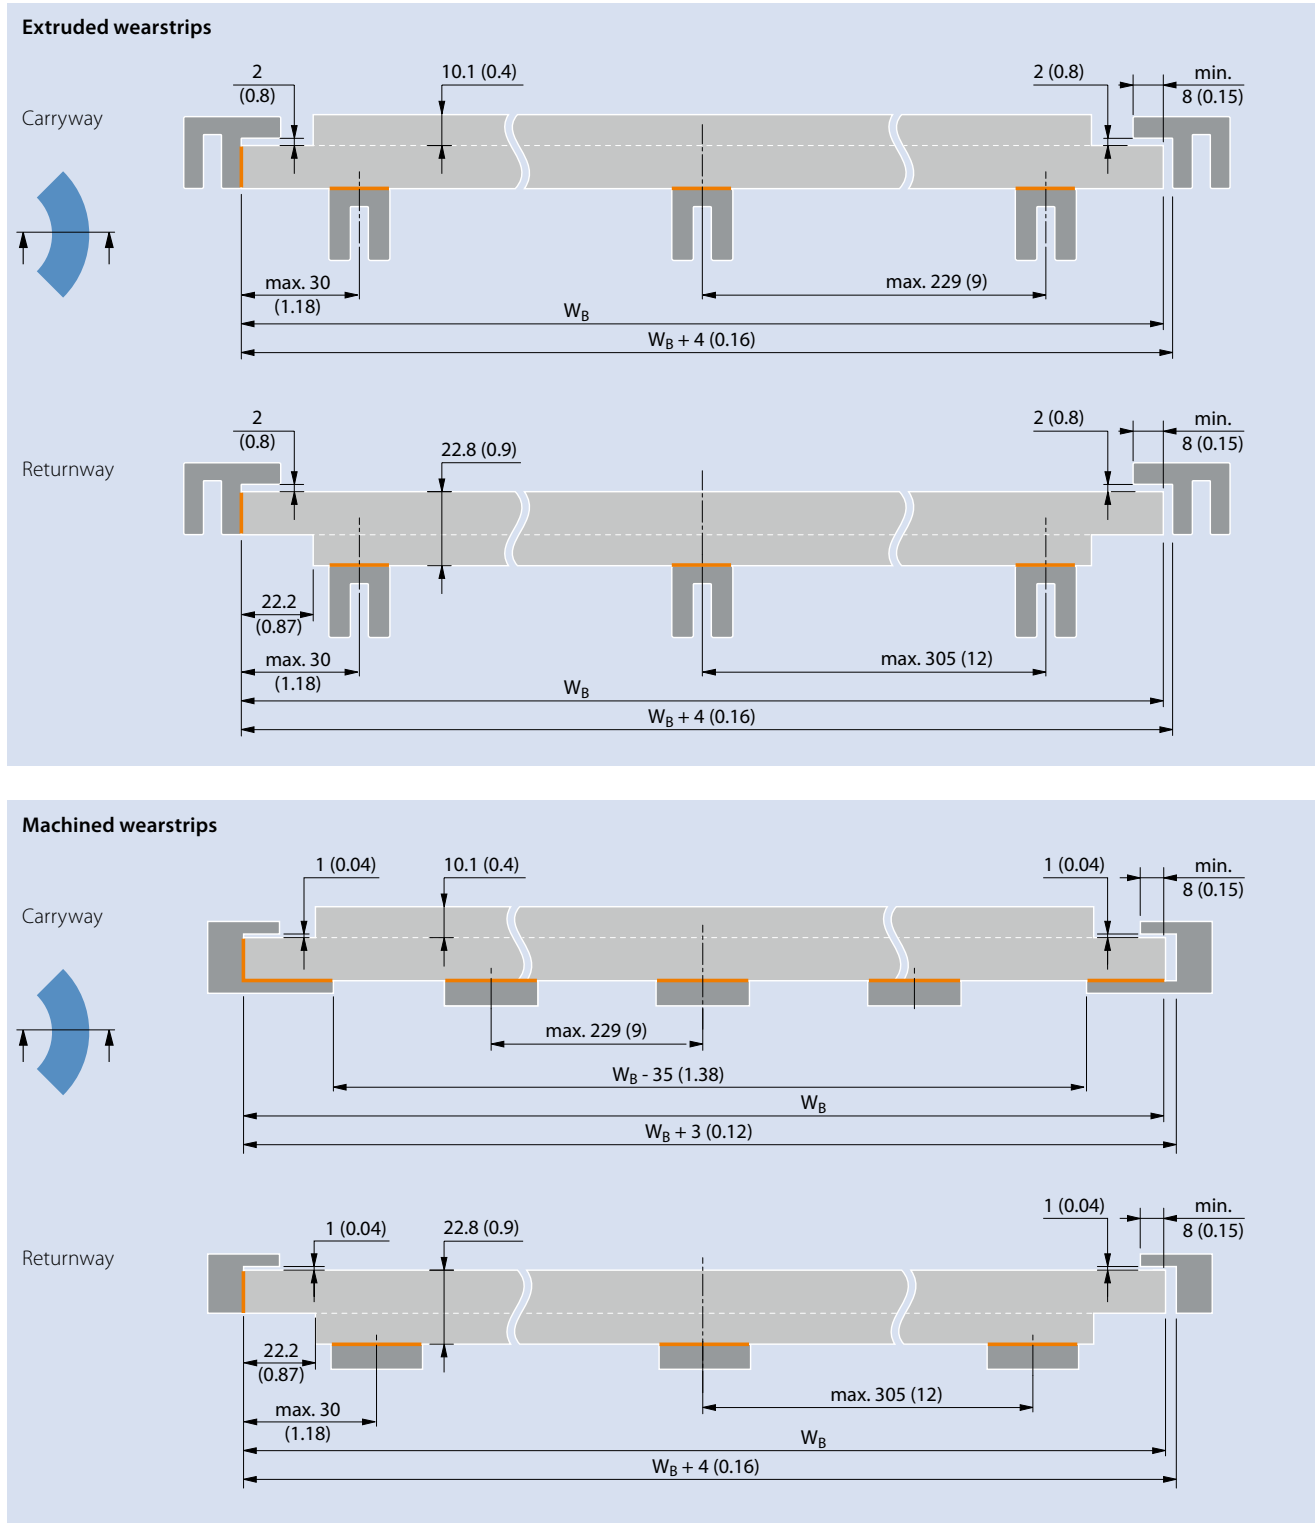 Extruded wearstrips
2
(0.8)
10.1 (0.4)
2 (0.8)
min.
8 (0.15)
Carryway
max. 30
(1.18)
max. 229 (9)
WB
WB + 4 (0.16)
2
(0.8)
22.8 (0.9)
2 (0.8)
min.
8 (0.15)
Returnway
22.2
(0.87)
max. 30
(1.18)
max. 305 (12)
WB
WB + 4 (0.16)
Machined wearstrips
1 (0.04)
10.1 (0.4)
1 (0.04)
min.
8 (0.15)
Carryway
max. 229 (9)
WB - 35 (1.38)
WB
WB + 3 (0.12)
1 (0.04)
22.8 (0.9)
1 (0.04)
min.
8 (0.15)
Returnway
22.2
(0.87)
max. 30
(1.18)
max. 305 (12)
WB
WB + 4 (0.16)